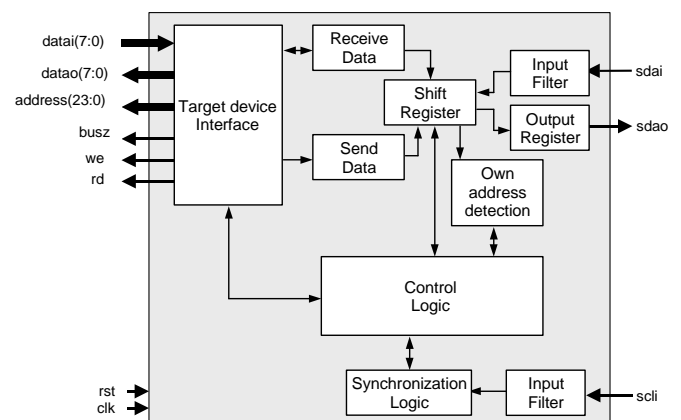 datai(7:0)
datao(7:0)
address(23:0)
busz
we
rd
Target device
Interface
Receive
Data
Shift
Register
Input
Filter
sdai
Output
Register
sdao
Send
Data
Own
address
detection
Control
Logic
rst
clk
Synchronization
Logic
Input
Filter
scli